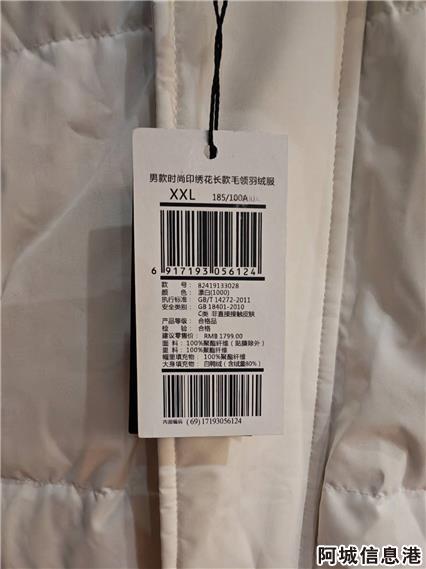 男款时尚印绣花长款毛领羽绒服
XXL 185/100A
6 917193 056124
款 号： 82419133028
颜 色： 漂白(1000)
执行标准： GB/T 14272-2011
安全类别： GB 18401-2010
C类 非直接接触皮肤
产品等级： 合格品
检 验： 合格
建议零售价： RMB 1799.00
面 料：100%聚酯纤维（贴膜除外）
里 料：100%聚酯纤维
帽里填充物： 100%聚酯纤维
大身填充物： 白鸭绒（含绒量80%）
内部编码 (69)17193056124
阿城信息港